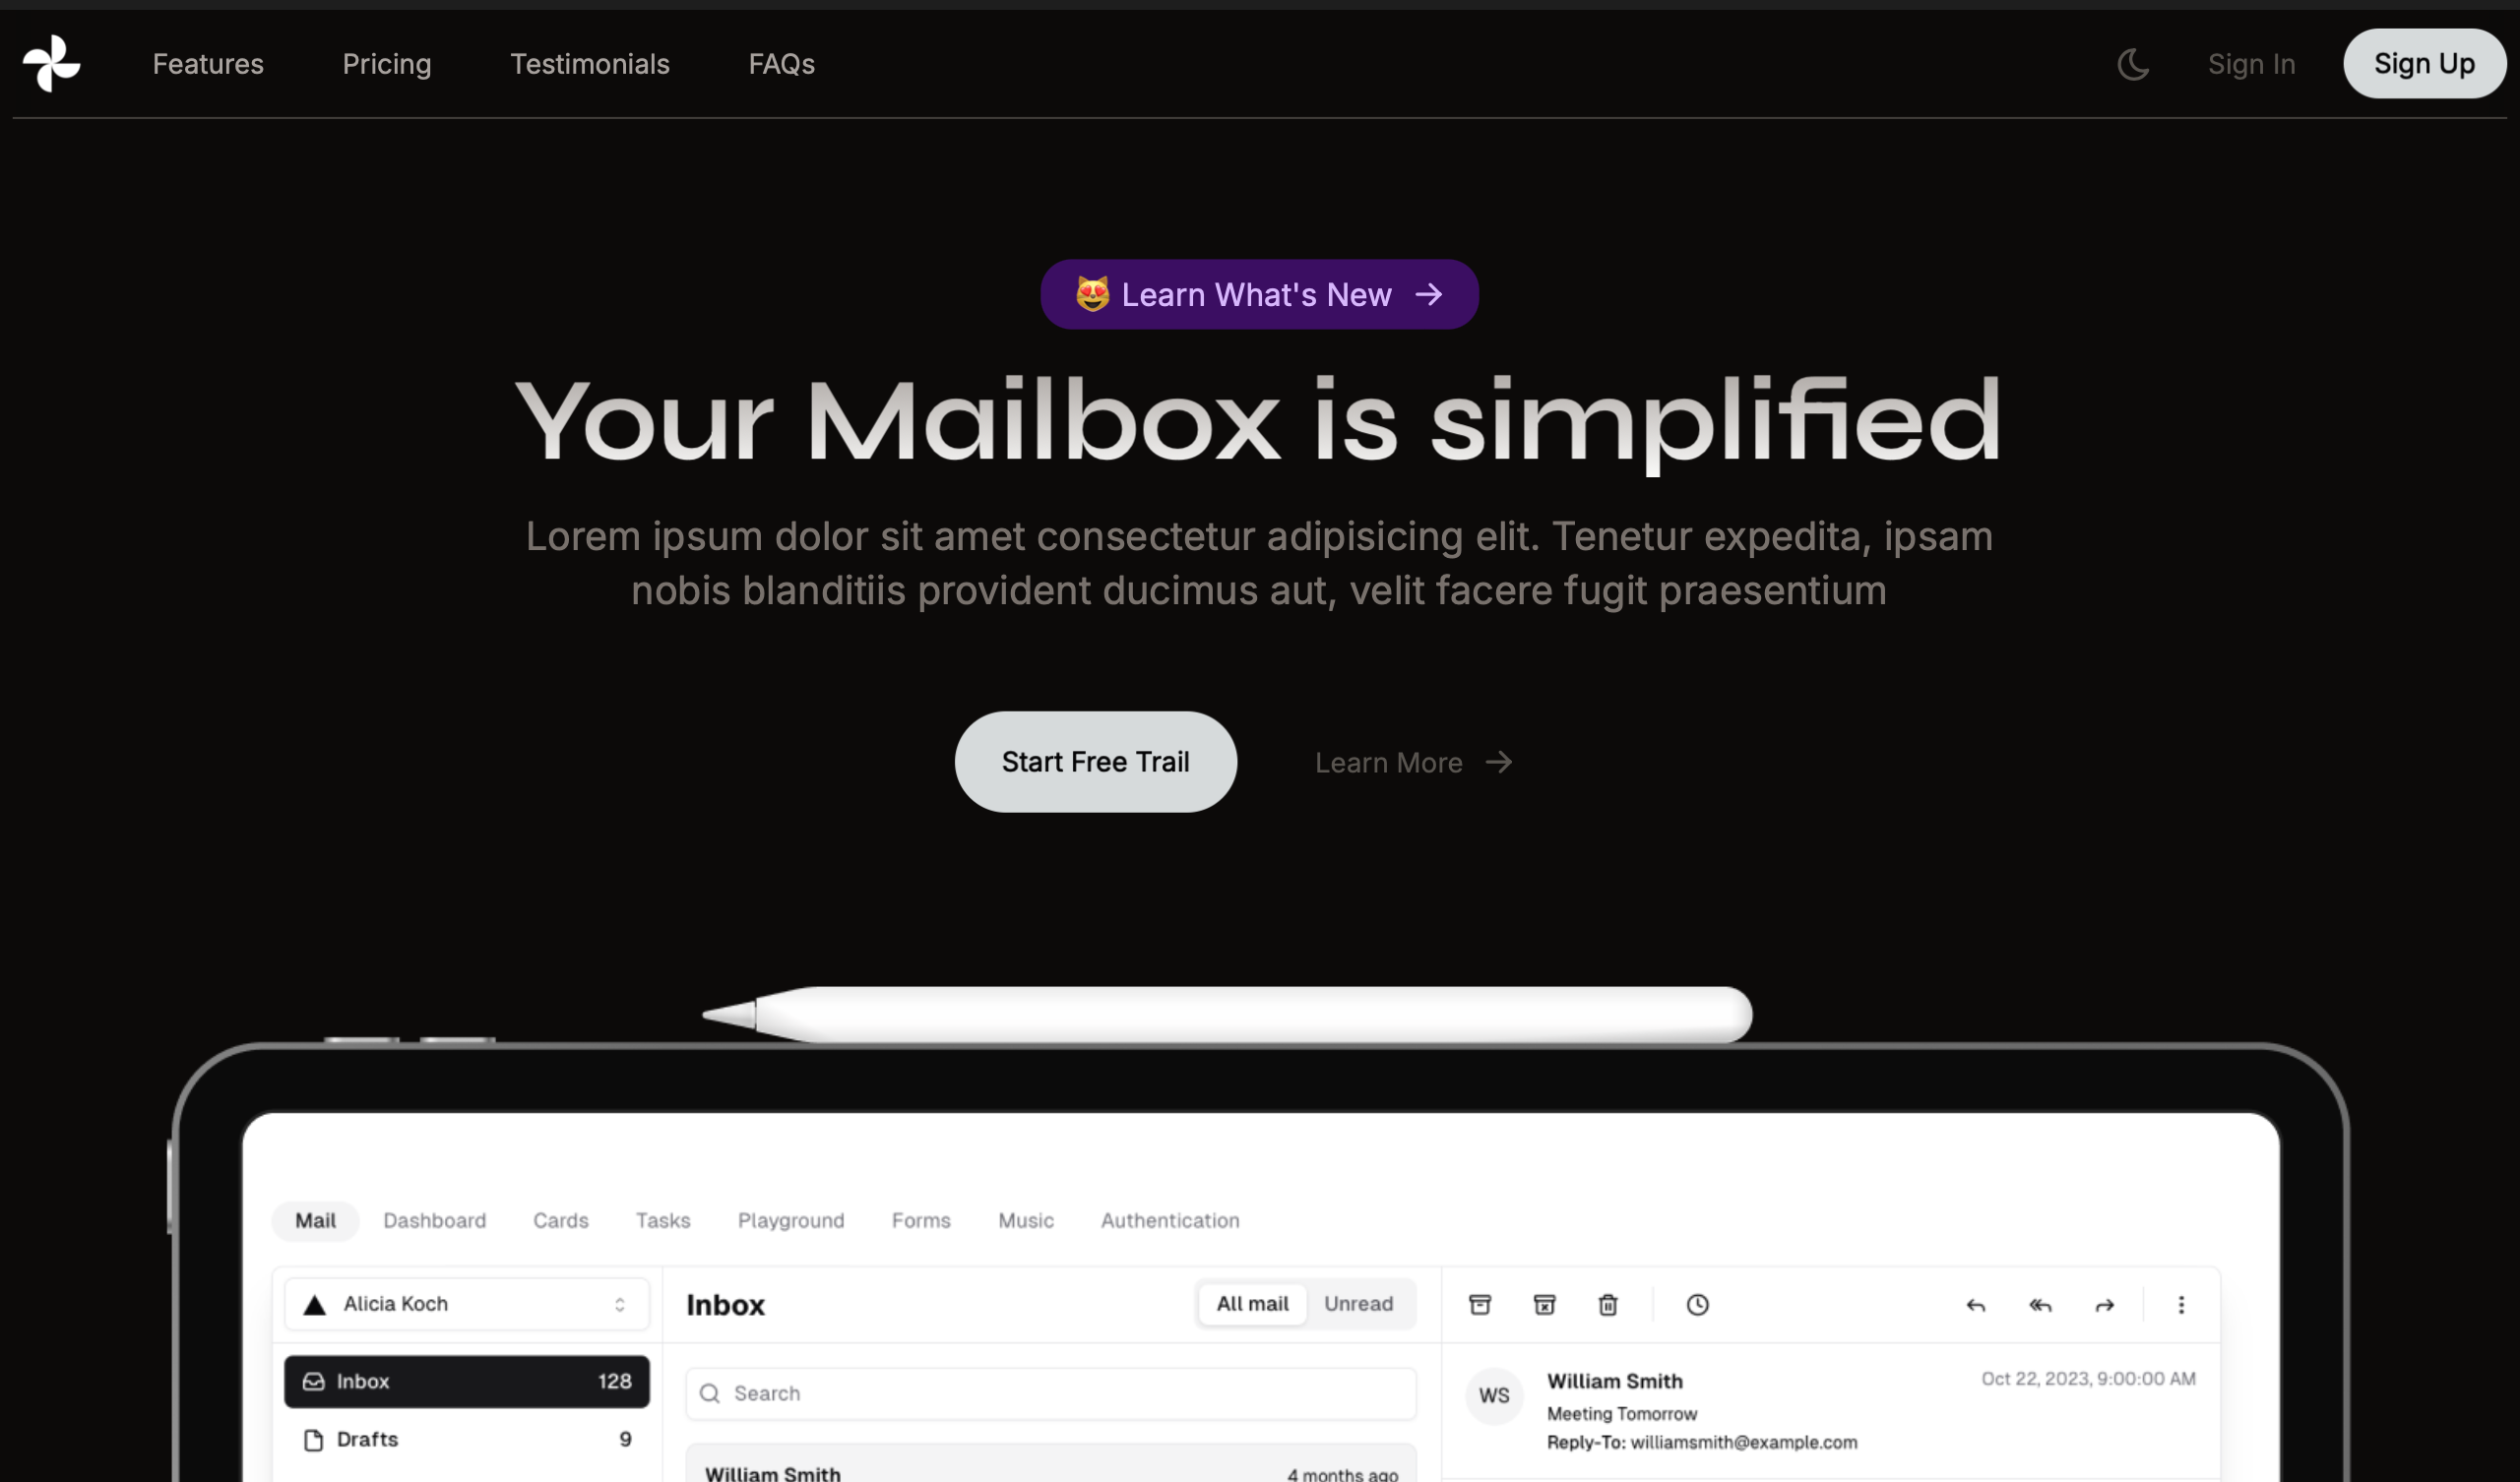 Features Pricing Testimonials FAQs Sign In Sign Up
😻 Learn What's New →
Your Mailbox is simplified
Lorem ipsum dolor sit amet consectetur adipisicing elit. Tenetur expedita, ipsam
nobis blanditiis provident ducimus aut, velit facere fugit praesentium
Start Free Trail Learn More →
Mail Dashboard Cards Tasks Playground Forms Music Authentication
Alicia Koch
Inbox 128
Drafts 9
Inbox All mail Unread
Search
William Smith 4 months ago
WS William Smith Oct 22, 2023, 9:00:00 AM
Meeting Tomorrow
Reply-To: williamsmith@example.com